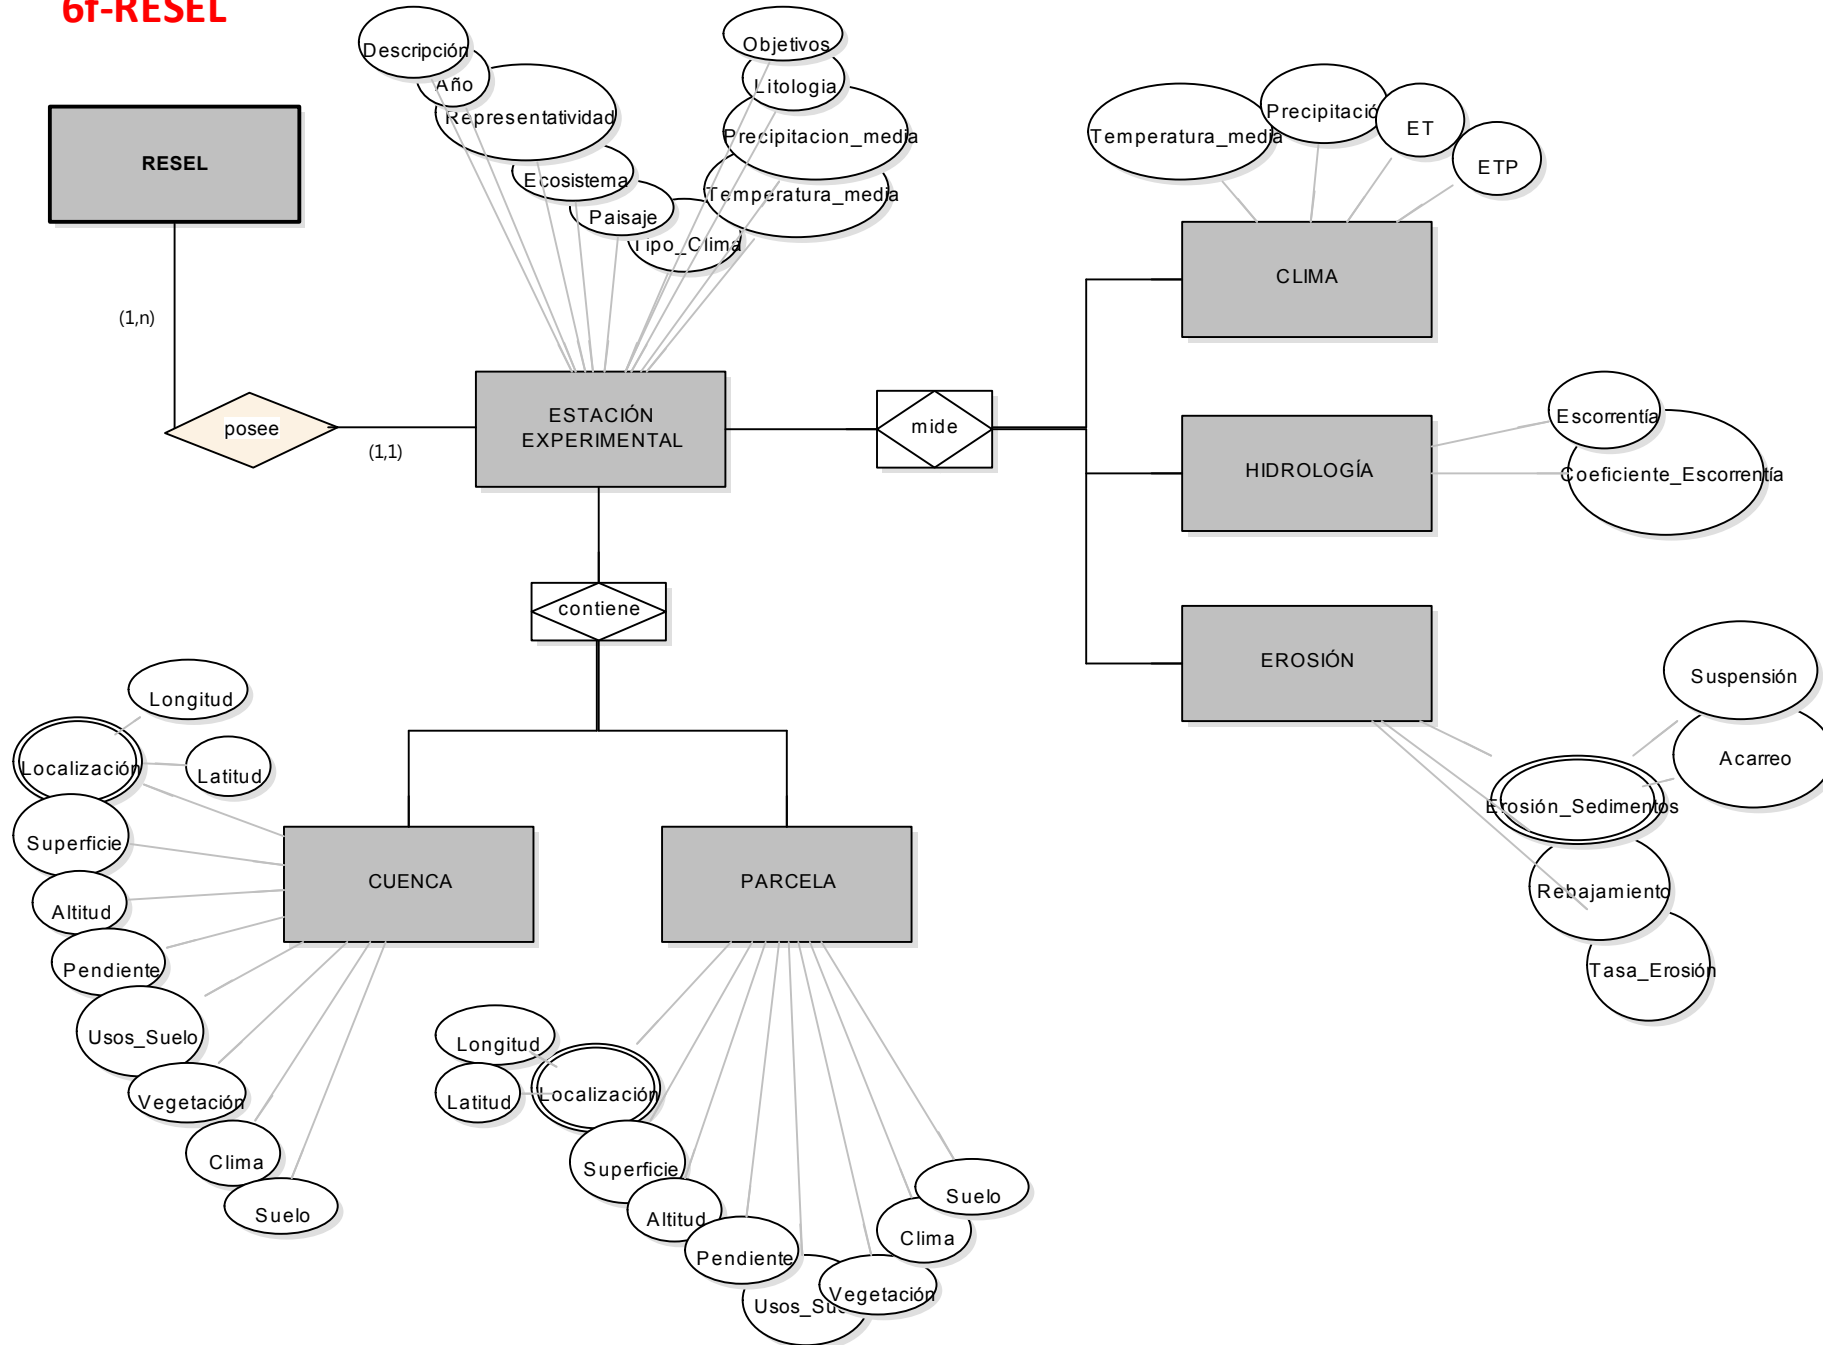 6f-RESEL
Descripción
Año
Representatividad
Ecosistema
Paisaje
Tipo_Clima
Objetivos
Litologia
Precipitacion_media
Temperatura_media
Temperatura_media
Precipitació
ET
ETP
RESEL
CLIMA
(1,n)
posee
(1,1)
ESTACIÓN
EXPERIMENTAL
mide
Escorrentía
HIDROLOGÍA
Coeficiente_Escorrentía
contiene
EROSIÓN
Suspensión
Acarreo
Erosión_Sedimentos
Rebajamiento
Tasa_Erosión
Longitud
Localización
Latitud
Superficie
Altitud
Pendiente
Usos_Suelo
Vegetación
Clima
Suelo
CUENCA
PARCELA
Longitud
Latitud
Localización
Superficie
Altitud
Pendiente
Usos_Su
Vegetación
Clima
Suelo